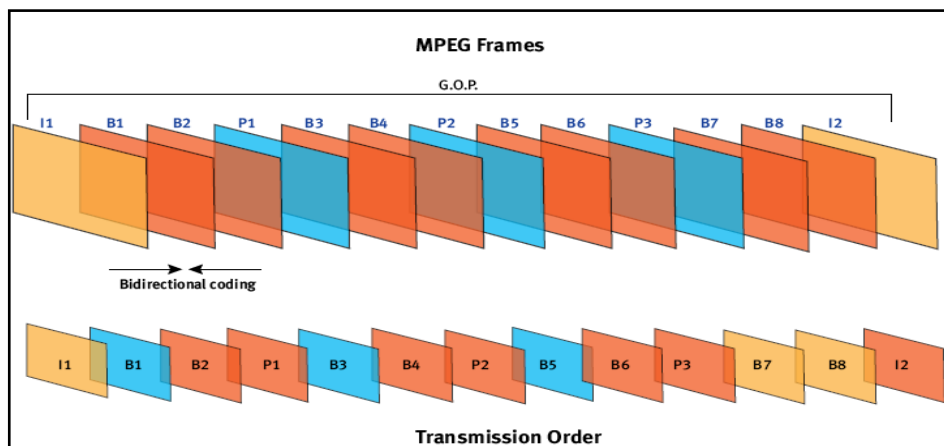 MPEG Frames
G.O.P.
I1 B1 B2 P1 B3 B4 P2 B5 B6 P3 B7 B8 I2
Bidirectional coding
I1 B1 B2 P1 B3 B4 P2 B5 B6 P3 B7 B8 I2
Transmission Order